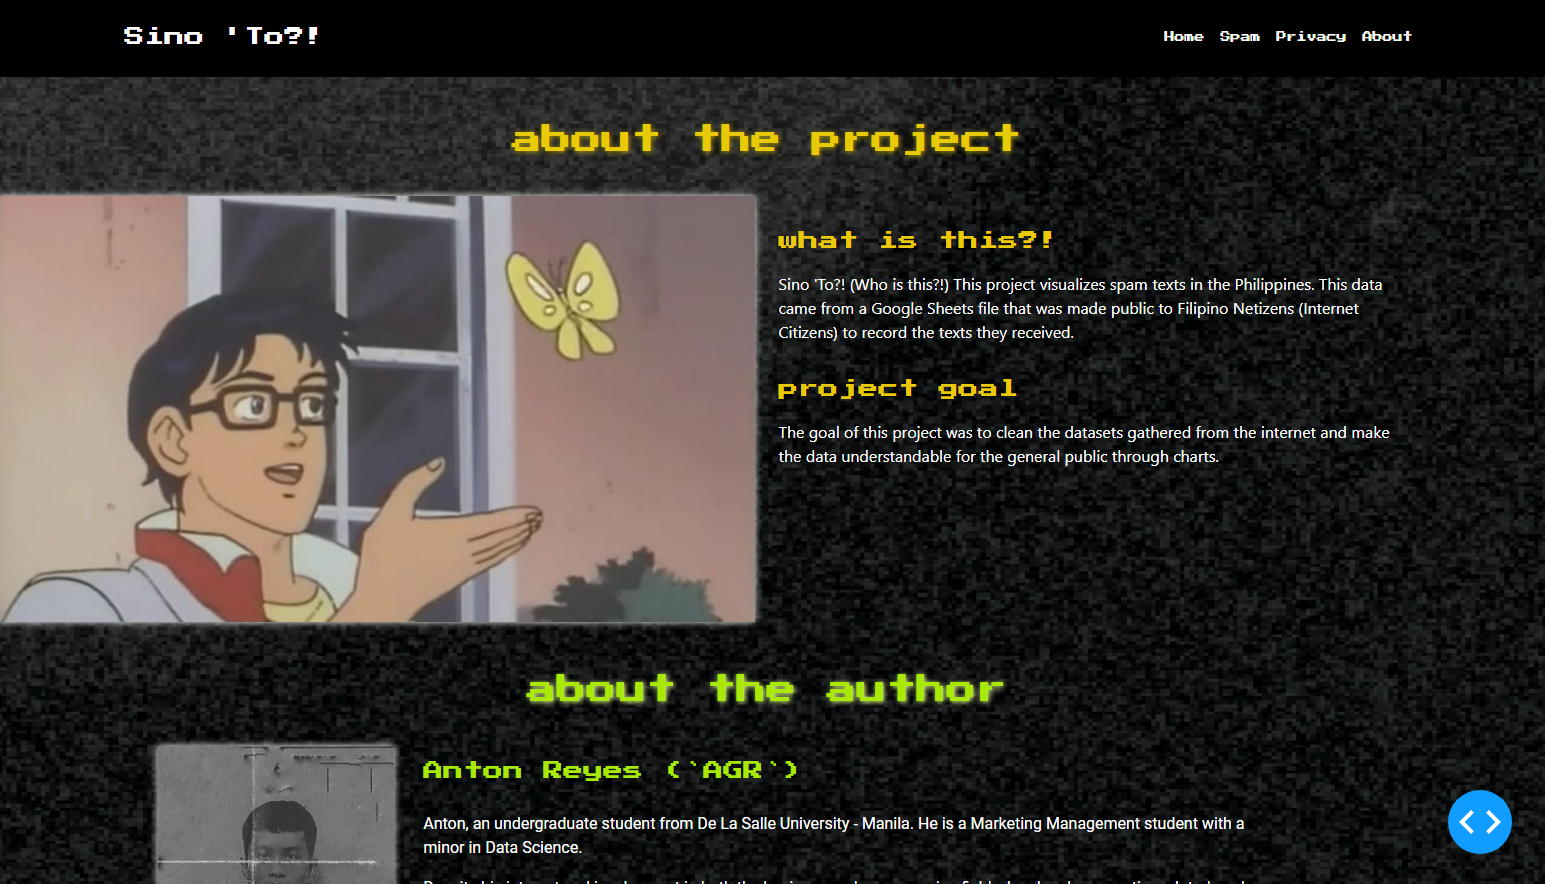 Sino 'To?!
Home Spam Privacy About
about the project
what is this?!
Sino 'To?! (Who is this?!) This project visualizes spam texts in the Philippines. This data
came from a Google Sheets file that was made public to Filipino Netizens (Internet
Citizens) to record the texts they received.
project goal
The goal of this project was to clean the datasets gathered from the internet and make
the data understandable for the general public through charts.
about the author
Anton Reyes (`AGR`)
Anton, an undergraduate student from De La Salle University - Manila. He is a Marketing Management student with a
minor in Data Science.